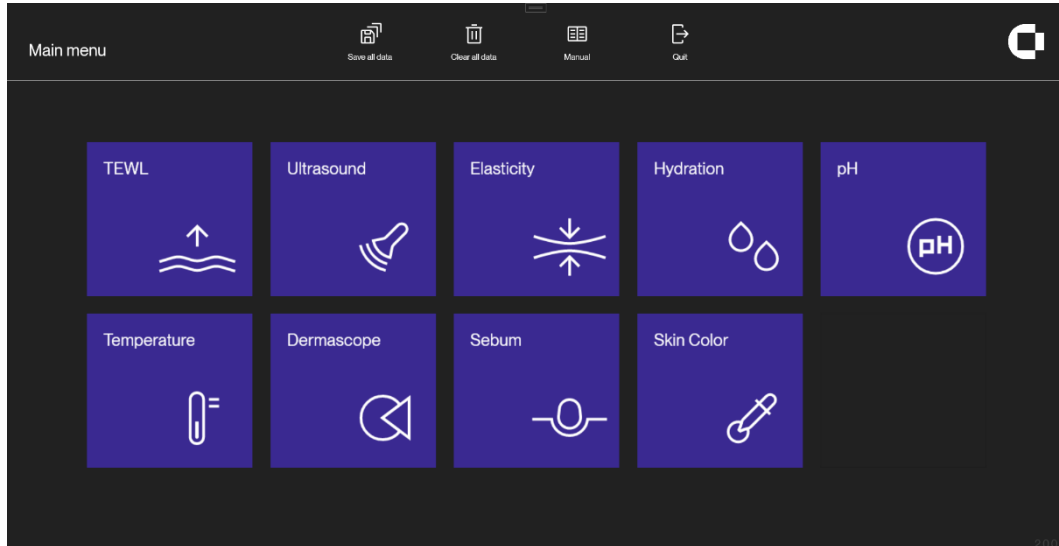 Main menu
Save all data
Clear all data
Manual
Quit
TEWL
Ultrasound
Elasticity
Hydration
pH
pH
Temperature
Dermascope
Sebum
Skin Color